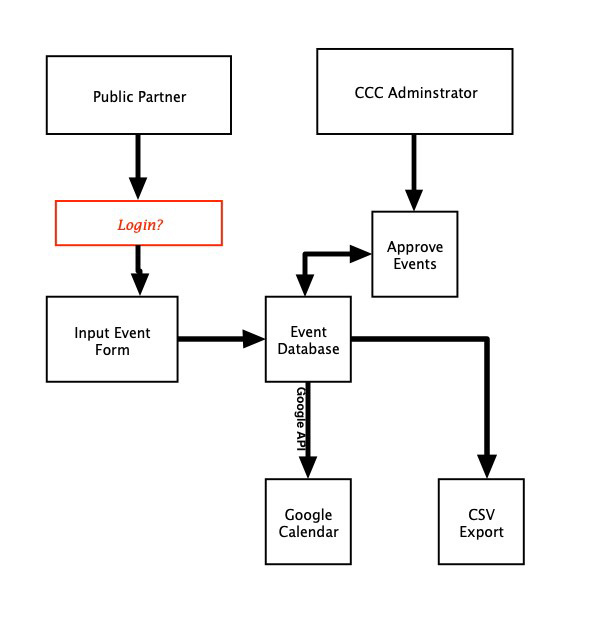 Public Partner
CCC Adminstrator
Login?
Approve
Events
Input Event
Form
Event
Database
Google API
Google
Calendar
CSV
Export